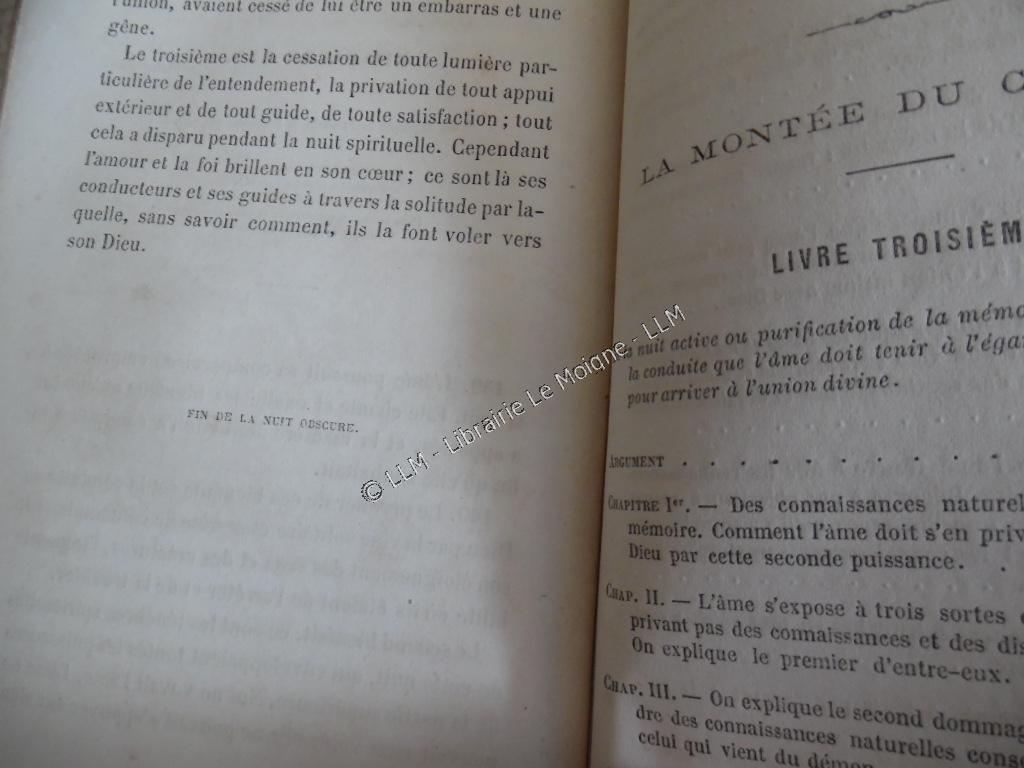 l'union, avaient cessé de lui être un embarras et une
gêne.
Le troisième est la cessation de toute lumière par-
ticulière de l'entendement, la privation de tout appui
extérieur et de tout guide, de toute satisfaction ; tout
cela a disparu pendant la nuit spirituelle. Cependant
l'amour et la foi brillent en son cœur ; ce sont là ses
conducteurs et ses guides à travers la solitude par la-
quelle, sans savoir comment, ils la font voler vers
son Dieu.
FIN DE LA NUIT OBSCURE.
LA MONTÉE DU C
LIVRE TROISIÈM
nuit active ou purification de la mémo
la conduite que l'âme doit tenir à l'éga
pour arriver à l'union divine.
ARGUMENT . . . . . . . .
CHAPITRE Ier. — Des connaissances naturel
mémoire. Comment l'âme doit s'en priv
Dieu par cette seconde puissance. .
CHAP. II. — L'âme s'expose à trois sortes
privant pas des connaissances et des dis
On explique le premier d'entre-eux.
CHAP. III. — On explique le second dommag
dre des connaissances naturelles cons
celui qui vient du démon
© LLM - Librairie Le Moigne - LLM